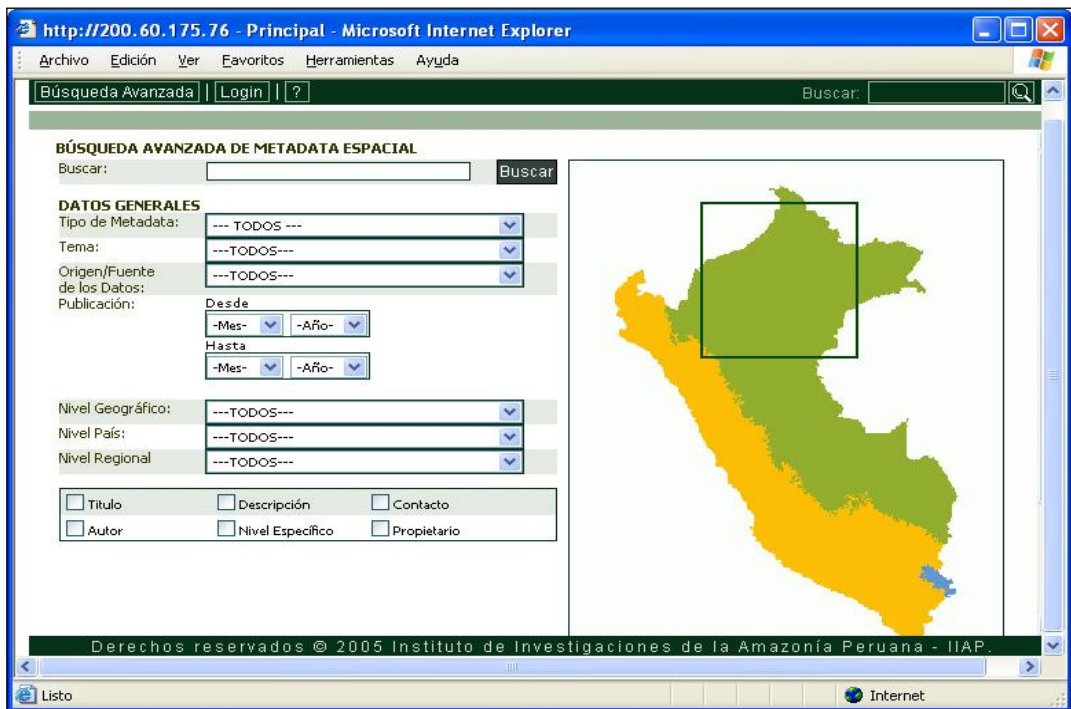 http://200.60.175.76 - Principal - Microsoft Internet Explorer
Archivo Edición Ver Favoritos Herramientas Ayuda
Búsqueda Avanzada | | Login | | ? Buscar:
BÚSQUEDA AVANZADA DE METADATA ESPACIAL
Buscar: Buscar
DATOS GENERALES
Tipo de Metadata: --- TODOS ---
Tema: ---TODOS---
Origen/Fuente de los Datos: ---TODOS---
Publicación: Desde
-Mes- -Año-
Hasta
-Mes- -Año-
Nivel Geográfico: ---TODOS---
Nivel País: ---TODOS---
Nivel Regional ---TODOS---
Titulo Descripción Contacto
Autor Nivel Específico Propietario
Derechos reservados © 2005 Instituto de Investigaciones de la Amazonía Peruana - IIAP.
Listo Internet